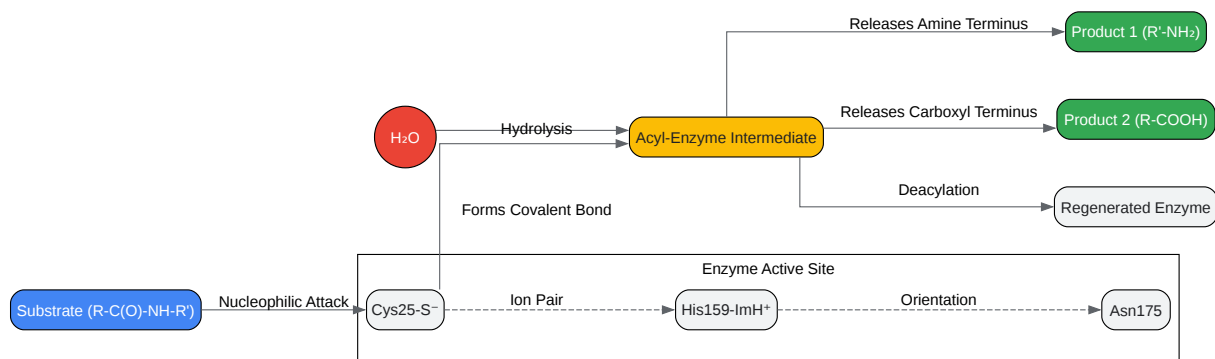 Releases Amine Terminus
Product 1 (R'-NH₂)
H₂O
Hydrolysis
Acyl-Enzyme Intermediate
Releases Carboxyl Terminus
Product 2 (R-COOH)
Forms Covalent Bond
Deacylation
Regenerated Enzyme
Enzyme Active Site
Substrate (R-C(O)-NH-R')
Nucleophilic Attack
Cys25-S⁻
Ion Pair
His159-ImH⁺
Orientation
Asn175